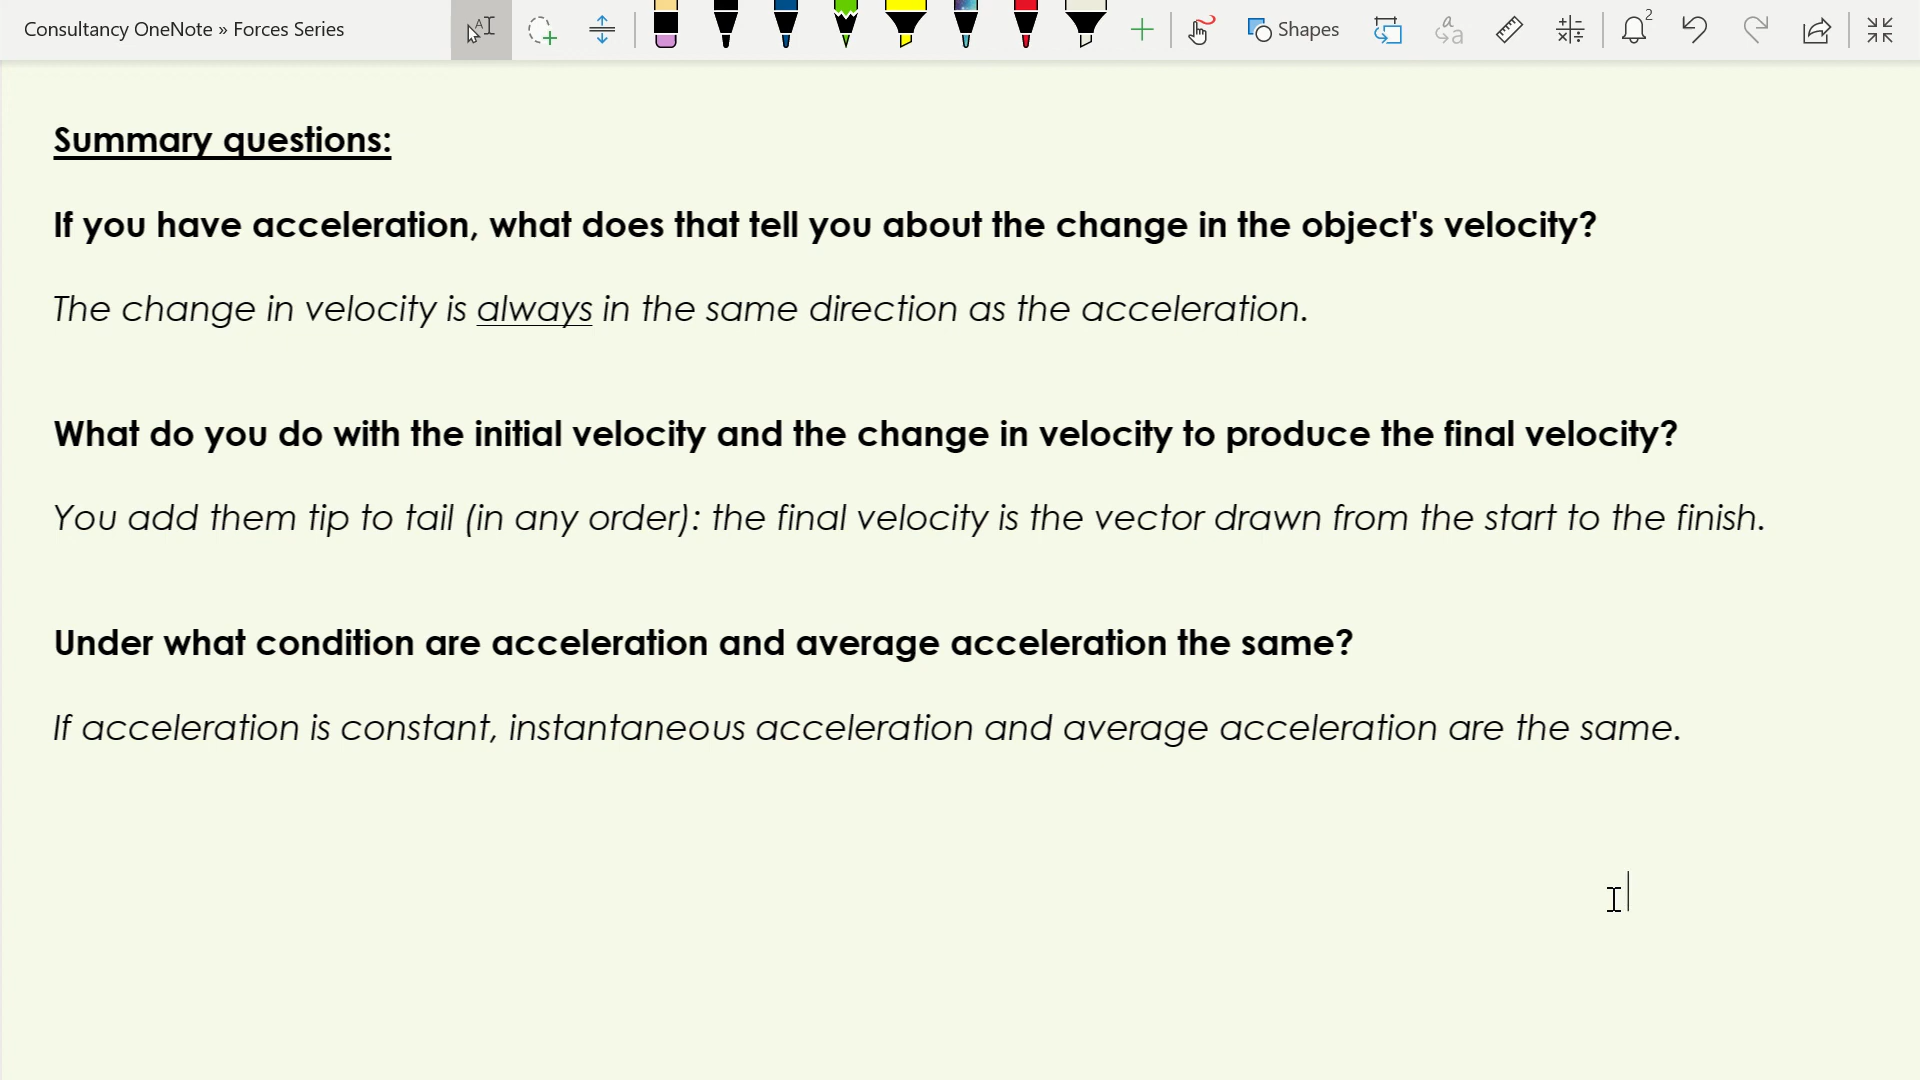 Consultancy OneNote » Forces Series
Shapes
2
Summary questions:
If you have acceleration, what does that tell you about the change in the object's velocity?
The change in velocity is always in the same direction as the acceleration.
What do you do with the initial velocity and the change in velocity to produce the final velocity?
You add them tip to tail (in any order): the final velocity is the vector drawn from the start to the finish.
Under what condition are acceleration and average acceleration the same?
If acceleration is constant, instantaneous acceleration and average acceleration are the same.